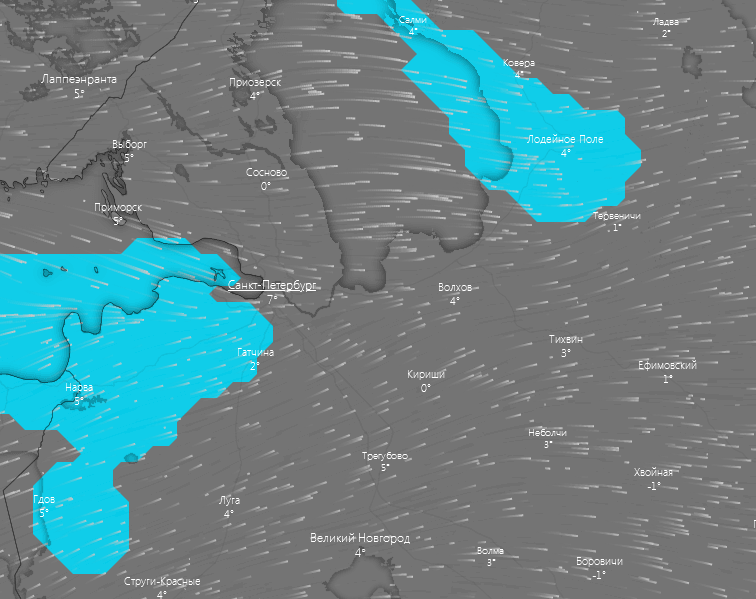 Салми
4°
Ладва
2°
Ковера
4°
Лаппеэнранта
5°
Приозерск
4°
Лодейное Поле
4°
Выборг
5°
Сосново
0°
Приморск
5°
Тервеничи
1°
Санкт-Петербург
7°
Волхов
4°
Тихвин
3°
Гатчина
2°
Ефимовский
1°
Кириши
0°
Нарва
5°
Неболчи
3°
Трегубово
5°
Хвойная
-1°
Гдов
5°
Луга
4°
Великий Новгород
4°
Волма
3°
Боровичи
-1°
Струги-Красные
4°